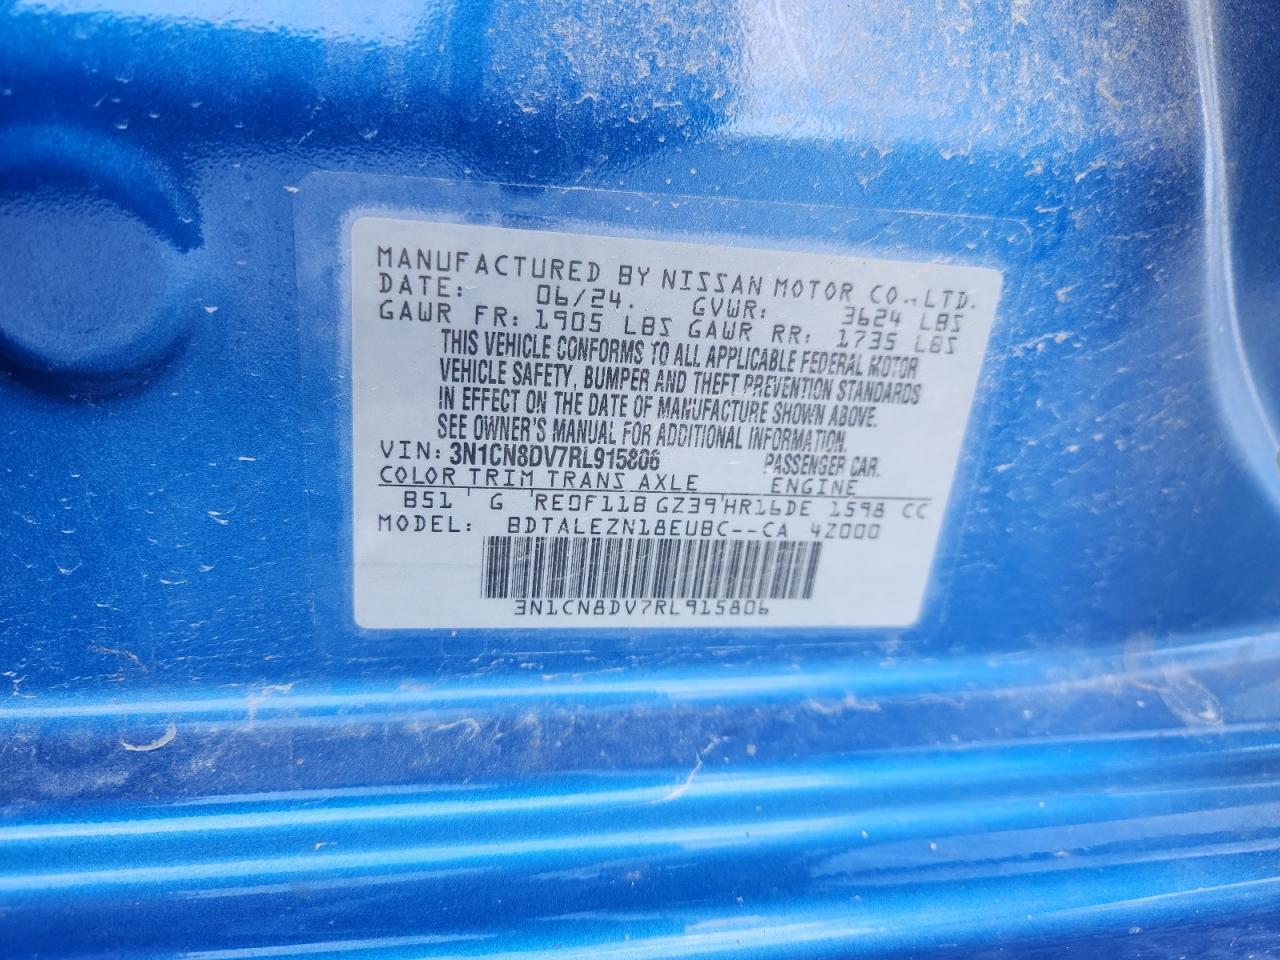 MANUFACTURED BY NISSAN MOTOR CO.,LTD.
DATE: 06/24. GVWR: 3624 LBS
GAWR FR: 1905 LBS GAWR RR: 1735 LBS
THIS VEHICLE CONFORMS TO ALL APPLICABLE FEDERAL MOTOR
VEHICLE SAFETY, BUMPER AND THEFT PREVENTION STANDARDS
IN EFFECT ON THE DATE OF MANUFACTURE SHOWN ABOVE.
SEE OWNER'S MANUAL FOR ADDITIONAL INFORMATION.
VIN: 3N1CN8DV7RL915806 PASSENGER CAR.
COLOR TRIM TRANS AXLE ENGINE
B51 G RE0F11B GZ39 HR16DE 1598 CC
MODEL: BDTALEZN18EUBC--CA 4Z000
3N1CN8DV7RL915806